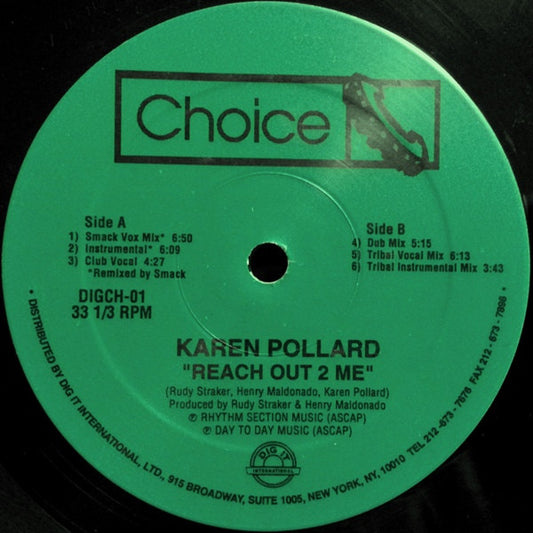 Choice
Side A
1) Smack Vox Mix* 6:50
2) Instrumental* 6:09
3) Club Vocal 4:27
*Remixed by Smack
DIGCH-01
33 1/3 RPM
Side B
4) Dub Mix 5:15
5) Tribal Vocal Mix 6:13
6) Tribal Instrumental Mix 3:43
KAREN POLLARD
"REACH OUT 2 ME"
(Rudy Straker, Henry Maldonado, Karen Pollard)
Produced by Rudy Straker & Henry Maldonado
℗ RHYTHM SECTION MUSIC (ASCAP)
℗ DAY TO DAY MUSIC (ASCAP)
DIG IT
INTERNATIONAL
• DISTRIBUTED BY DIG IT INTERNATIONAL, LTD., 915 BROADWAY, SUITE 1005, NEW YORK, NY, 10010 TEL 212-673-7676 FAX 212-673-7898 •